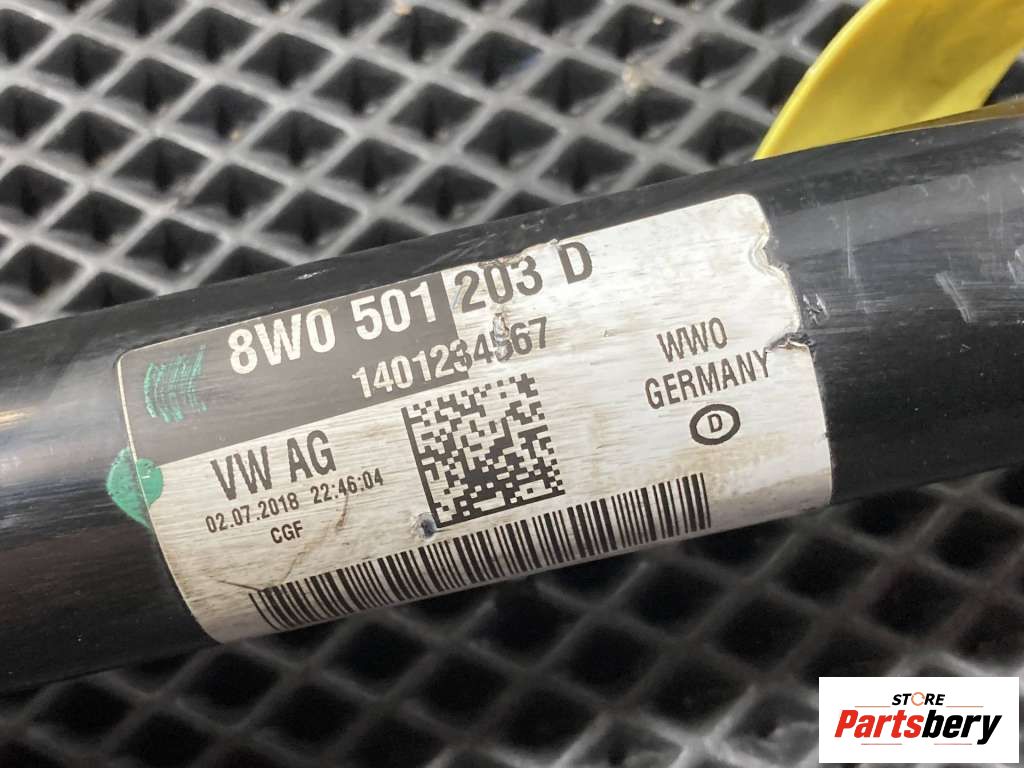 8W0 501 203 D
1401234567
VW AG
02.07.2018 22:46:04
CGF
WWO
GERMANY
D
STORE
Partsbery